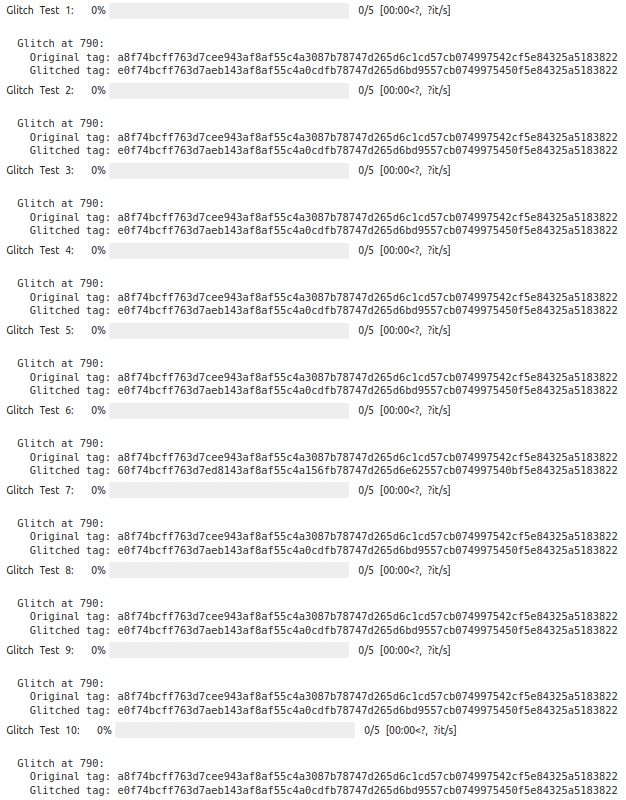 Glitch Test 1: 0% 0/5 [00:00<?, ?it/s]
Glitch at 790:
Original tag: a8f74bcff763d7cee943af8af55c4a3087b78747d265d6c1cd57cb074997542cf5e84325a5183822
Glitched tag: e0f74bcff763d7aeb143af8af55c4a0cdfb78747d265d6bd9557cb074997545​0f5e84325a5183822
Glitch Test 2: 0% 0/5 [00:00<?, ?it/s]
Glitch at 790:
Original tag: a8f74bcff763d7cee943af8af55c4a3087b78747d265d6c1cd57cb074997542cf5e84325a5183822
Glitched tag: e0f74bcff763d7aeb143af8af55c4a0cdfb78747d265d6bd9557cb0749975450f5e84325a5183822
Glitch Test 3: 0% 0/5 [00:00<?, ?it/s]
Glitch at 790:
Original tag: a8f74bcff763d7cee943af8af55c4a3087b78747d265d6c1cd57cb074997542cf5e84325a5183822
Glitched tag: e0f74bcff763d7aeb143af8af55c4a0cdfb78747d265d6bd9557cb0749975450f5e84325a5183822
Glitch Test 4: 0% 0/5 [00:00<?, ?it/s]
Glitch at 790:
Original tag: a8f74bcff763d7cee943af8af55c4a3087b78747d265d6c1cd57cb074997542cf5e84325a5183822
Glitched tag: e0f74bcff763d7aeb143af8af55c4a0cdfb78747d265d6bd9557cb0749975450f5e84325a5183822
Glitch Test 5: 0% 0/5 [00:00<?, ?it/s]
Glitch at 790:
Original tag: a8f74bcff763d7cee943af8af55c4a3087b78747d265d6c1cd57cb074997542cf5e84325a5183822
Glitched tag: e0f74bcff763d7aeb143af8af55c4a0cdfb78747d265d6bd9557cb0749975450f5e84325a5183822
Glitch Test 6: 0% 0/5 [00:00<?, ?it/s]
Glitch at 790:
Original tag: a8f74bcff763d7cee943af8af55c4a3087b78747d265d6c1cd57cb074997542cf5e84325a5183822
Glitched tag: 60f74bcff763d7ed8143af8af55c4a156fb78747d265d6e62557cb074997540bf5e84325a5183822
Glitch Test 7: 0% 0/5 [00:00<?, ?it/s]
Glitch at 790:
Original tag: a8f74bcff763d7cee943af8af55c4a3087b78747d265d6c1cd57cb074997542cf5e84325a5183822
Glitched tag: e0f74bcff763d7aeb143af8af55c4a0cdfb78747d265d6bd9557cb0749975450f5e84325a5183822
Glitch Test 8: 0% 0/5 [00:00<?, ?it/s]
Glitch at 790:
Original tag: a8f74bcff763d7cee943af8af55c4a3087b78747d265d6c1cd57cb074997542cf5e84325a5183822
Glitched tag: e0f74bcff763d7aeb143af8af55c4a0cdfb78747d265d6bd9557cb0749975450f5e84325a5183822
Glitch Test 9: 0% 0/5 [00:00<?, ?it/s]
Glitch at 790:
Original tag: a8f74bcff763d7cee943af8af55c4a3087b78747d265d6c1cd57cb074997542cf5e84325a5183822
Glitched tag: e0f74bcff763d7aeb143af8af55c4a0cdfb78747d265d6bd9557cb0749975450f5e84325a5183822
Glitch Test 10: 0% 0/5 [00:00<?, ?it/s]
Glitch at 790:
Original tag: a8f74bcff763d7cee943af8af55c4a3087b78747d265d6c1cd57cb074997542cf5e84325a5183822
Glitched tag: e0f74bcff763d7aeb143af8af55c4a0cdfb78747d265d6bd9557cb0749975450f5e84325a5183822